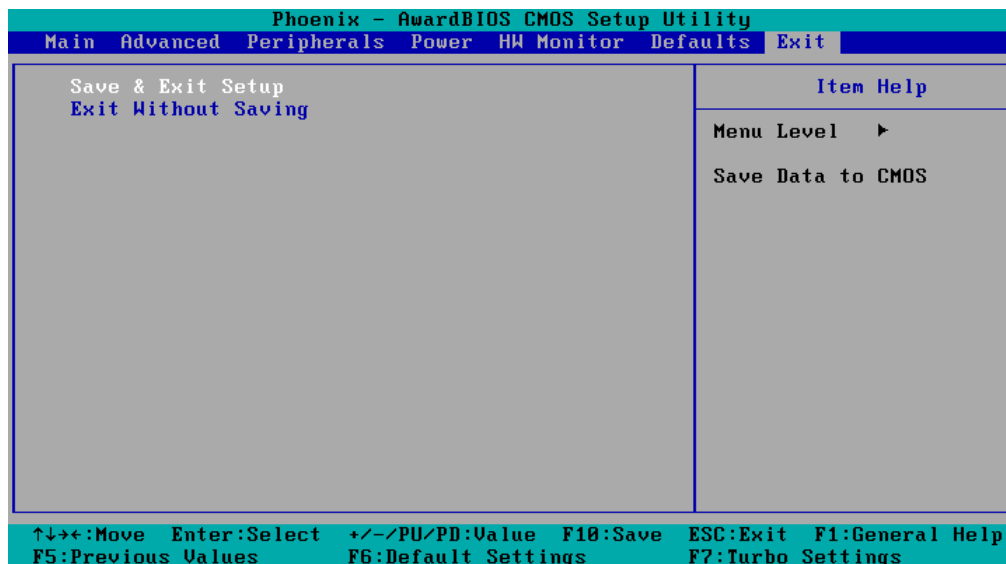 Phoenix - AwardBIOS CMOS Setup Utility
Main Advanced Peripherals Power HW Monitor Defaults Exit
Save & Exit Setup
Exit Without Saving
Item Help
Menu Level ▶
Save Data to CMOS
↑↓→←:Move Enter:Select +/-/PU/PD:Value F10:Save ESC:Exit F1:General Help
F5:Previous Values F6:Default Settings F7:Turbo Settings